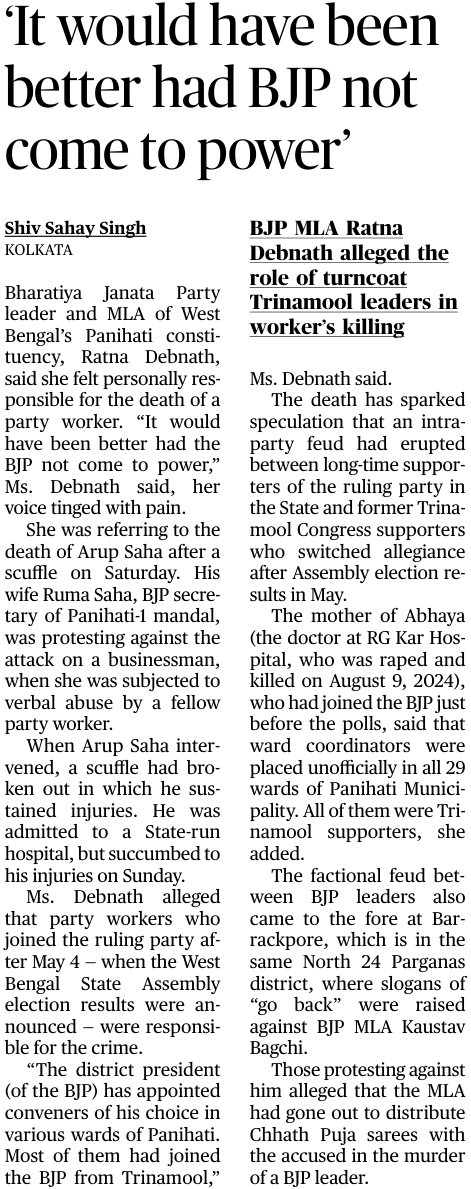 ‘It would have been
better had BJP not
come to power’
Shiv Sahay Singh
KOLKATA
Bharatiya Janata Party
leader and MLA of West
Bengal’s Panihati consti-
tuency, Ratna Debnath,
said she felt personally res-
ponsible for the death of a
party worker. “It would
have been better had the
BJP not come to power,”
Ms. Debnath said, her
voice tinged with pain.
She was referring to the
death of Arup Saha after a
scuffle on Saturday. His
wife Ruma Saha, BJP secre-
tary of Panihati-1 mandal,
was protesting against the
attack on a businessman,
when she was subjected to
verbal abuse by a fellow
party worker.
When Arup Saha inter-
vened, a scuffle had bro-
ken out in which he sus-
tained injuries. He was
admitted to a State-run
hospital, but succumbed to
his injuries on Sunday.
Ms. Debnath alleged
that party workers who
joined the ruling party af-
ter May 4 – when the West
Bengal State Assembly
election results were an-
nounced – were responsi-
ble for the crime.
“The district president
(of the BJP) has appointed
conveners of his choice in
various wards of Panihati.
Most of them had joined
the BJP from Trinamool,”
BJP MLA Ratna
Debnath alleged the
role of turncoat
Trinamool leaders in
worker’s killing
Ms. Debnath said.
The death has sparked
speculation that an intra-
party feud had erupted
between long-time suppor-
ters of the ruling party in
the State and former Trina-
mool Congress supporters
who switched allegiance
after Assembly election re-
sults in May.
The mother of Abhaya
(the doctor at RG Kar Hos-
pital, who was raped and
killed on August 9, 2024),
who had joined the BJP just
before the polls, said that
ward coordinators were
placed unofficially in all 29
wards of Panihati Munici-
pality. All of them were Tri-
namool supporters, she
added.
The factional feud bet-
ween BJP leaders also
came to the fore at Bar-
rackpore, which is in the
same North 24 Parganas
district, where slogans of
“go back” were raised
against BJP MLA Kaustav
Bagchi.
Those protesting against
him alleged that the MLA
had gone out to distribute
Chhath Puja sarees with
the accused in the murder
of a BJP leader.